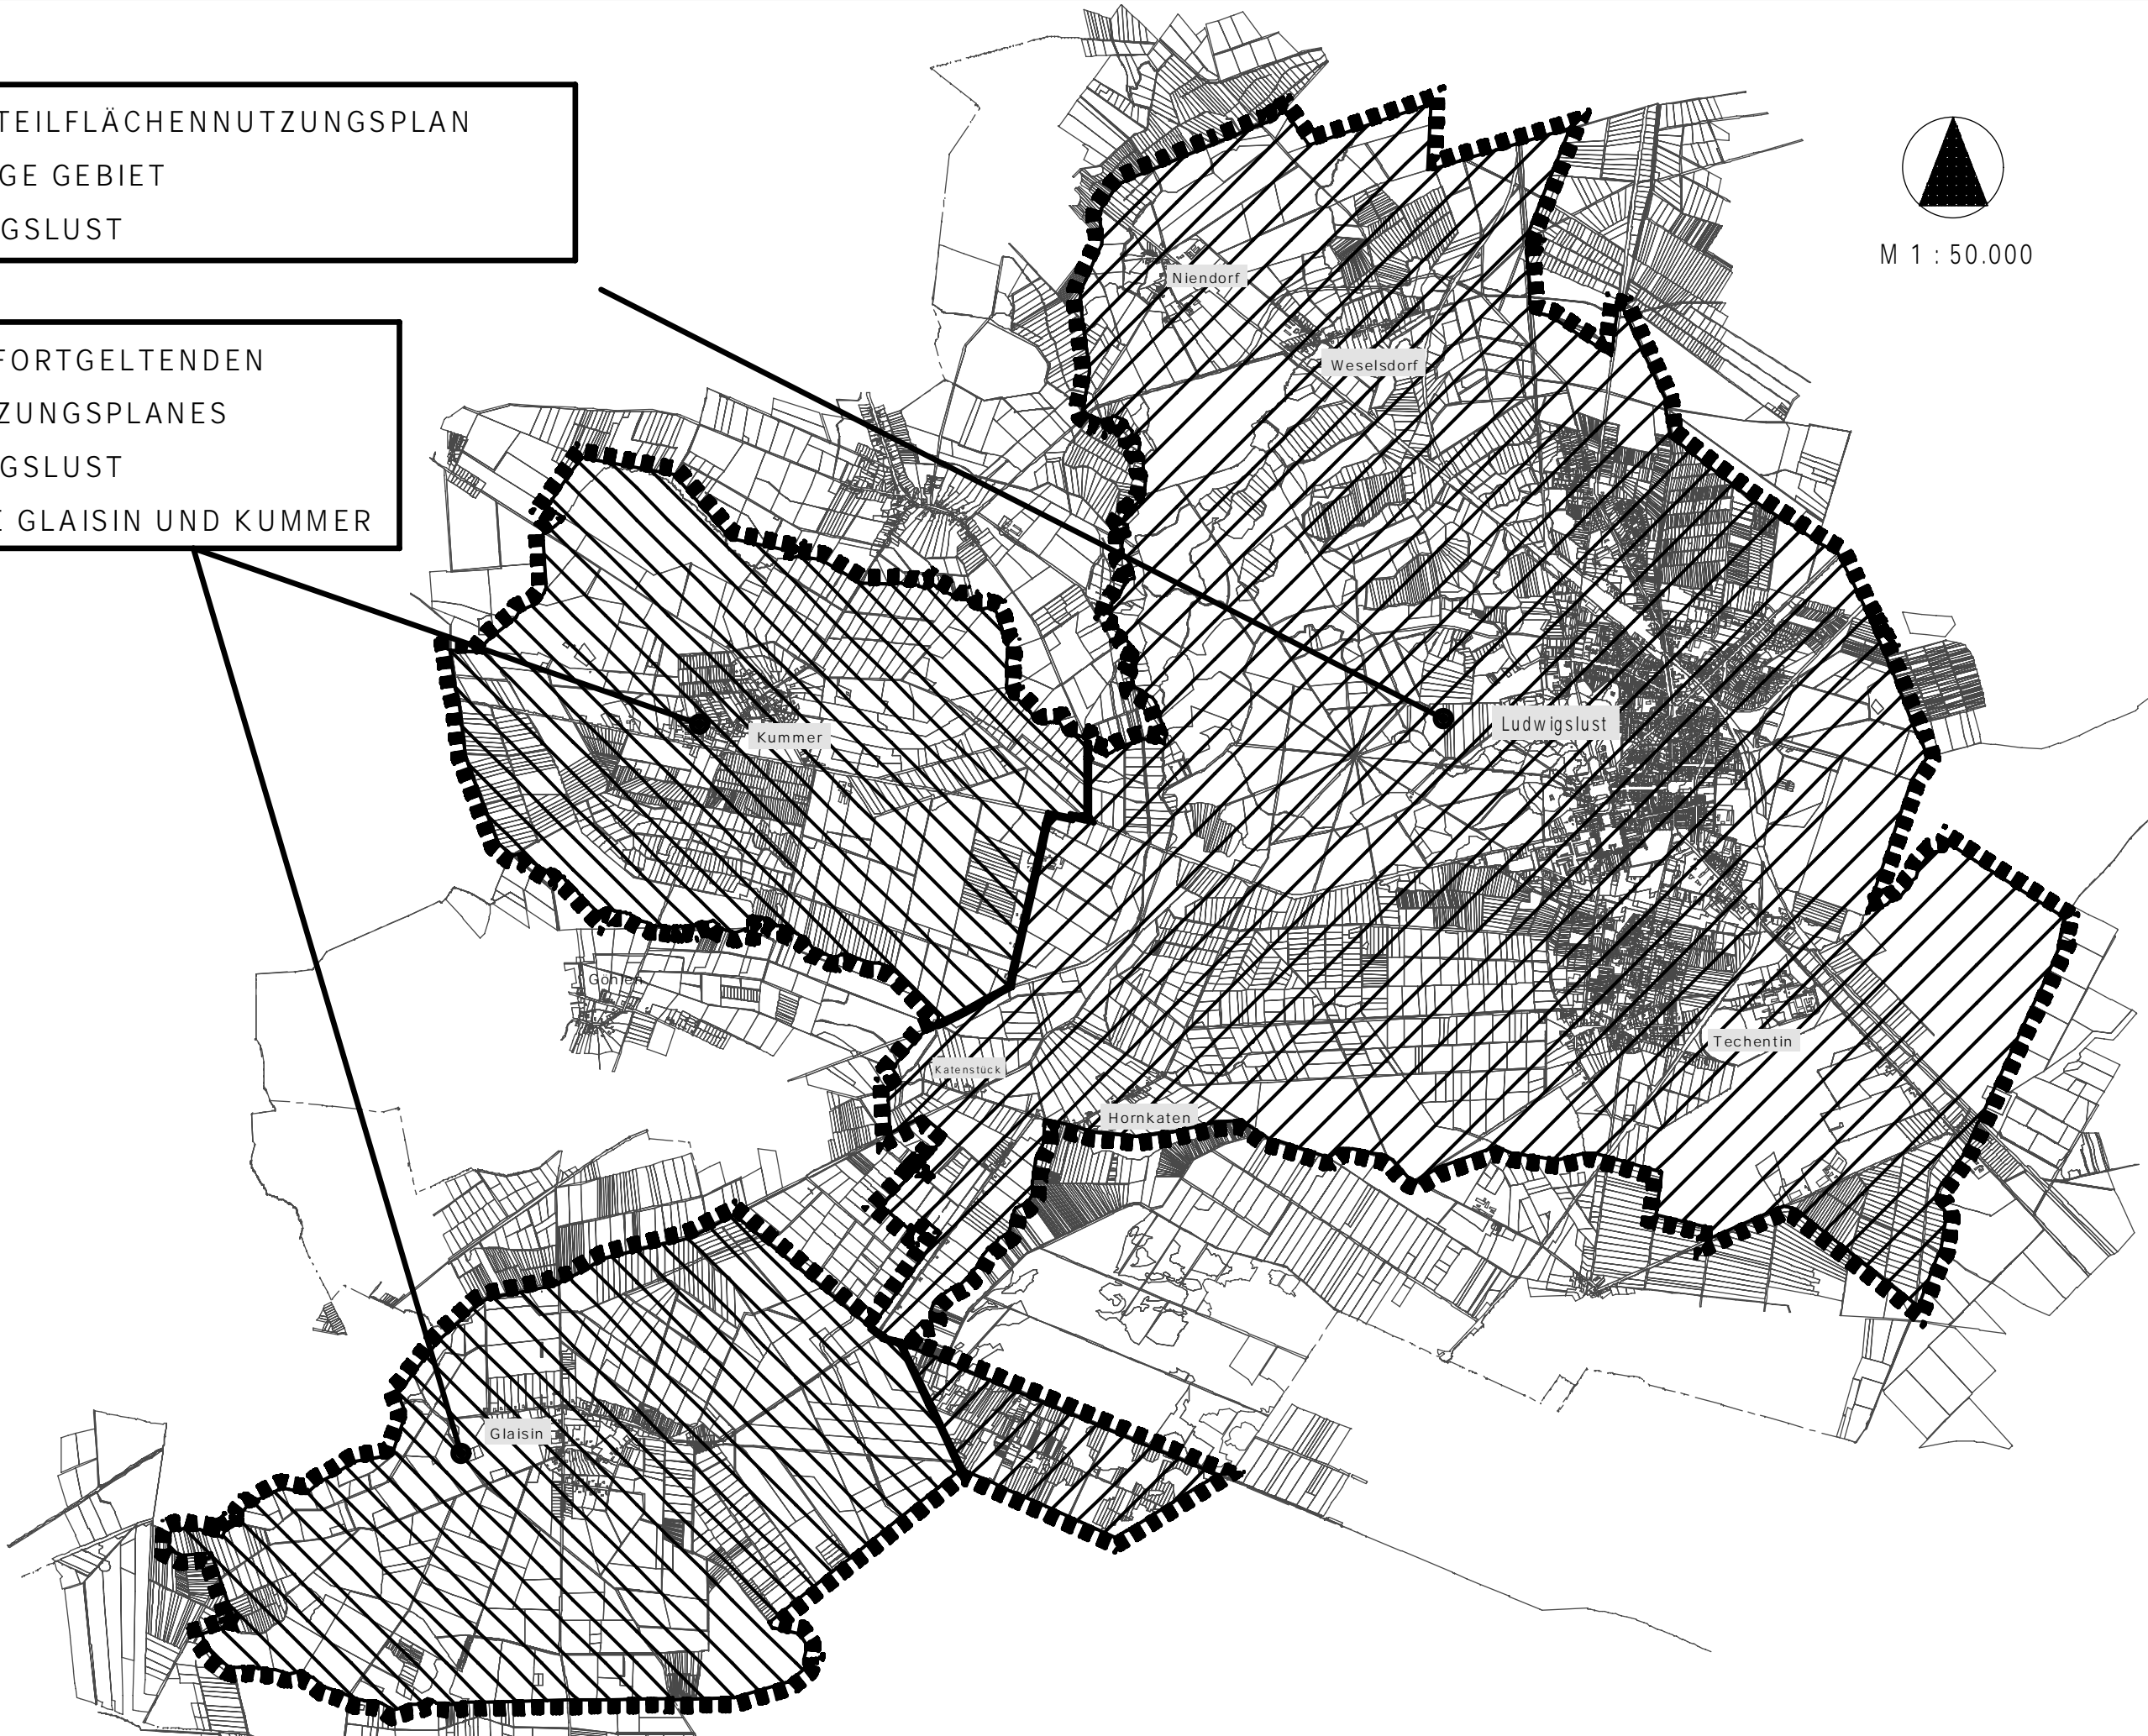 TEILFLÄCHENNUTZUNGSPLAN
GE GEBIET
GSLUST
FORTGELTENDEN
ZUNGSPLANES
GSLUST
E GLAISIN UND KUMMER
M 1 : 50.000
Niendorf
Weselsdorf
Ludwigslust
Kummer
Göhlen
Techentin
Katenstück
Hornkaten
Glaisin